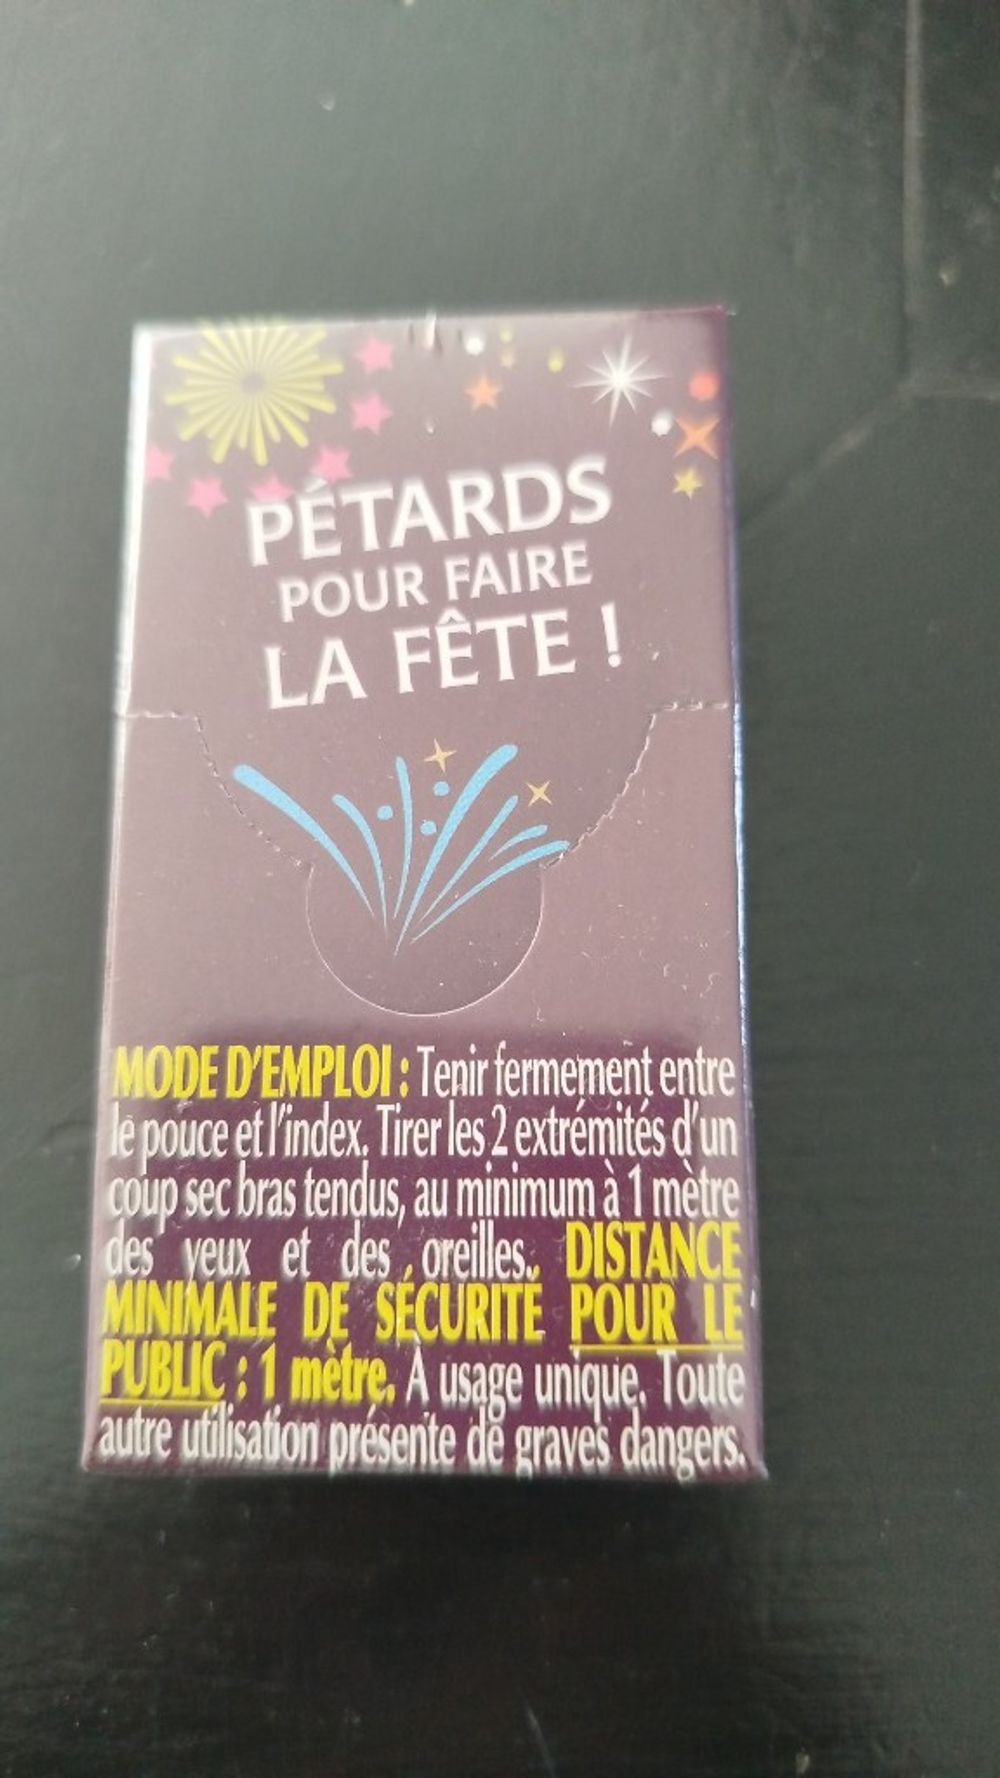 PÉTARDS
POUR FAIRE
LA FÊTE !
MODE D'EMPLOI : Tenir fermement entre
le pouce et l'index. Tirer les 2 extrémités d'un
coup sec bras tendus, au minimum à 1 mètre
des yeux et des oreilles. DISTANCE
MINIMALE DE SÉCURITÉ POUR LE
PUBLIC : 1 mètre. À usage unique. Toute
autre utilisation présente de graves dangers.